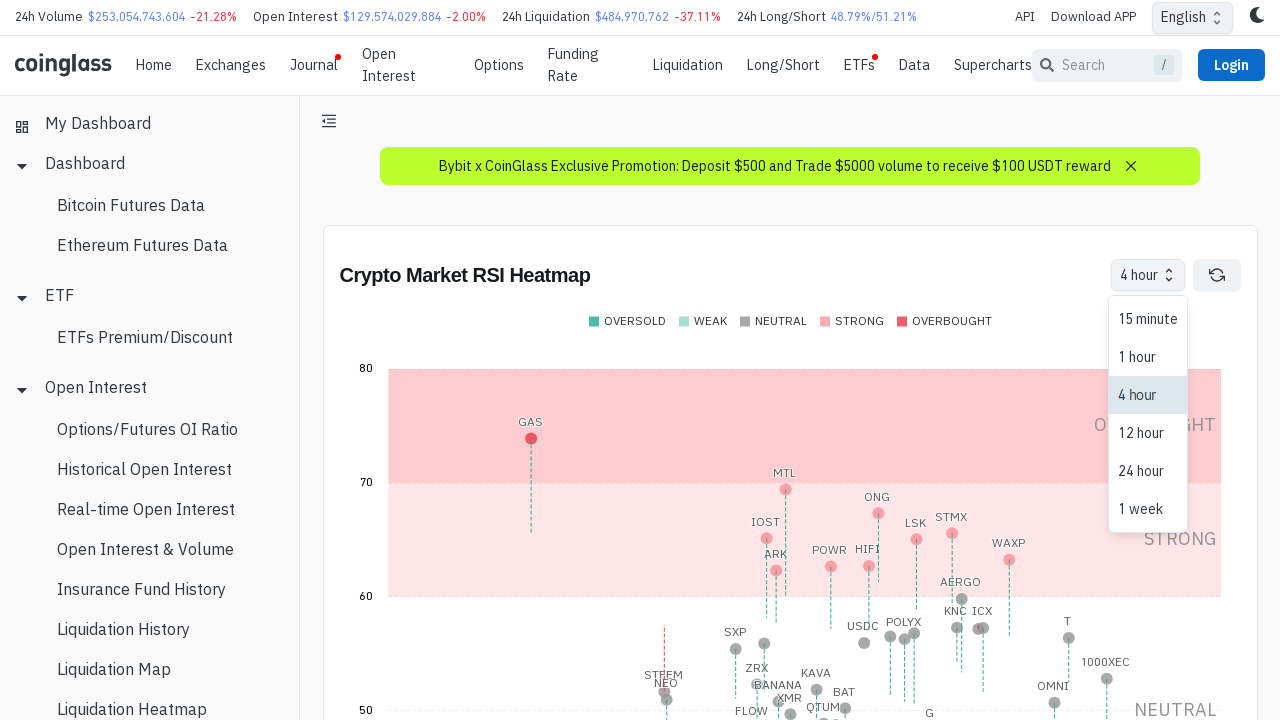 24h Volume $253,054,743,604 -21.28% Open Interest $129,574,029,884 -2.00% 24h Liquidation $484,970,762 -37.11% 24h Long/Short 48.79%/51.21% API Download APP English
coinglass Home Exchanges Journal Open Interest Options Funding Rate Liquidation Long/Short ETFs Data Supercharts Search / Login
My Dashboard
Dashboard
Bitcoin Futures Data
Ethereum Futures Data
ETF
ETFs Premium/Discount
Open Interest
Options/Futures OI Ratio
Historical Open Interest
Real-time Open Interest
Open Interest & Volume
Insurance Fund History
Liquidation History
Liquidation Map
Liquidation Heatmap
Bybit x CoinGlass Exclusive Promotion: Deposit $500 and Trade $5000 volume to receive $100 USDT reward
Crypto Market RSI Heatmap
4 hour
15 minute
1 hour
4 hour
12 hour
24 hour
1 week
OVERSOLD WEAK NEUTRAL STRONG OVERBOUGHT
80
GAS
70
MTL
ONG
IOST
LSK
STMX
STRONG
ARK
POWR
HIFI
WAXP
AERGO
60
KNC
ICX
SXP
USDC
POLYX
T
ZRX
1000XEC
STEEM
NEO
KAVA
BANANA
OMNI
XMR
BAT
FLOW
QTUM
G
50
NEUTRAL